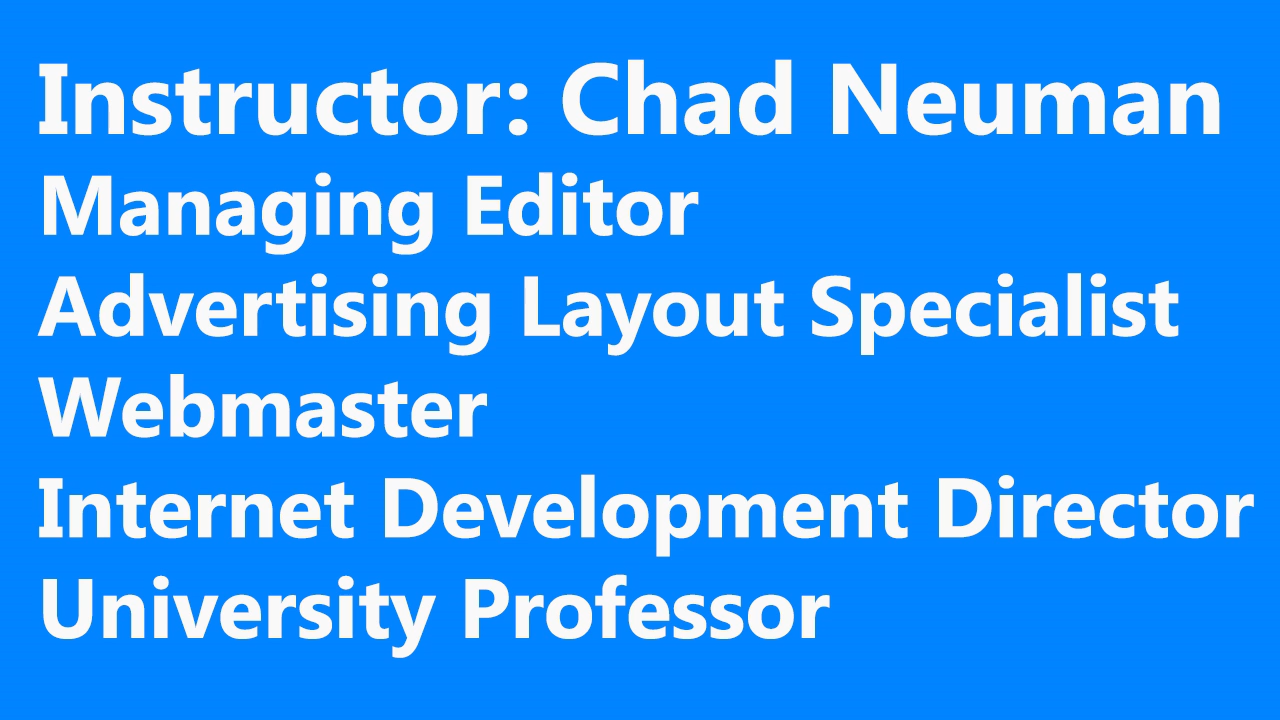 Instructor: Chad Neuman
Managing Editor
Advertising Layout Specialist
Webmaster
Internet Development Director
University Professor